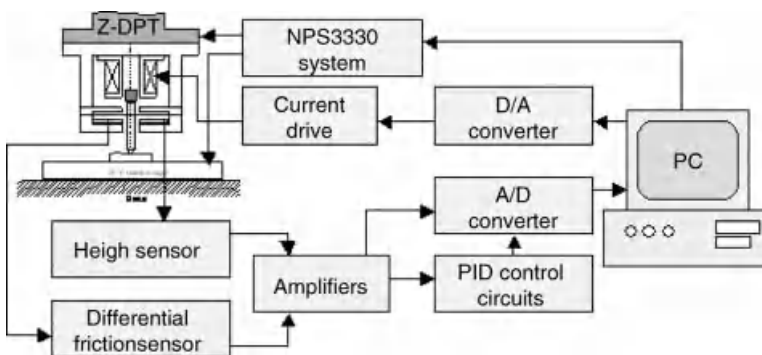 Z-DPT
NPS3330
system
Current
drive
D/A
converter
PC
A/D
converter
Heigh sensor
Amplifiers
PID control
circuits
Differential
frictionsensor